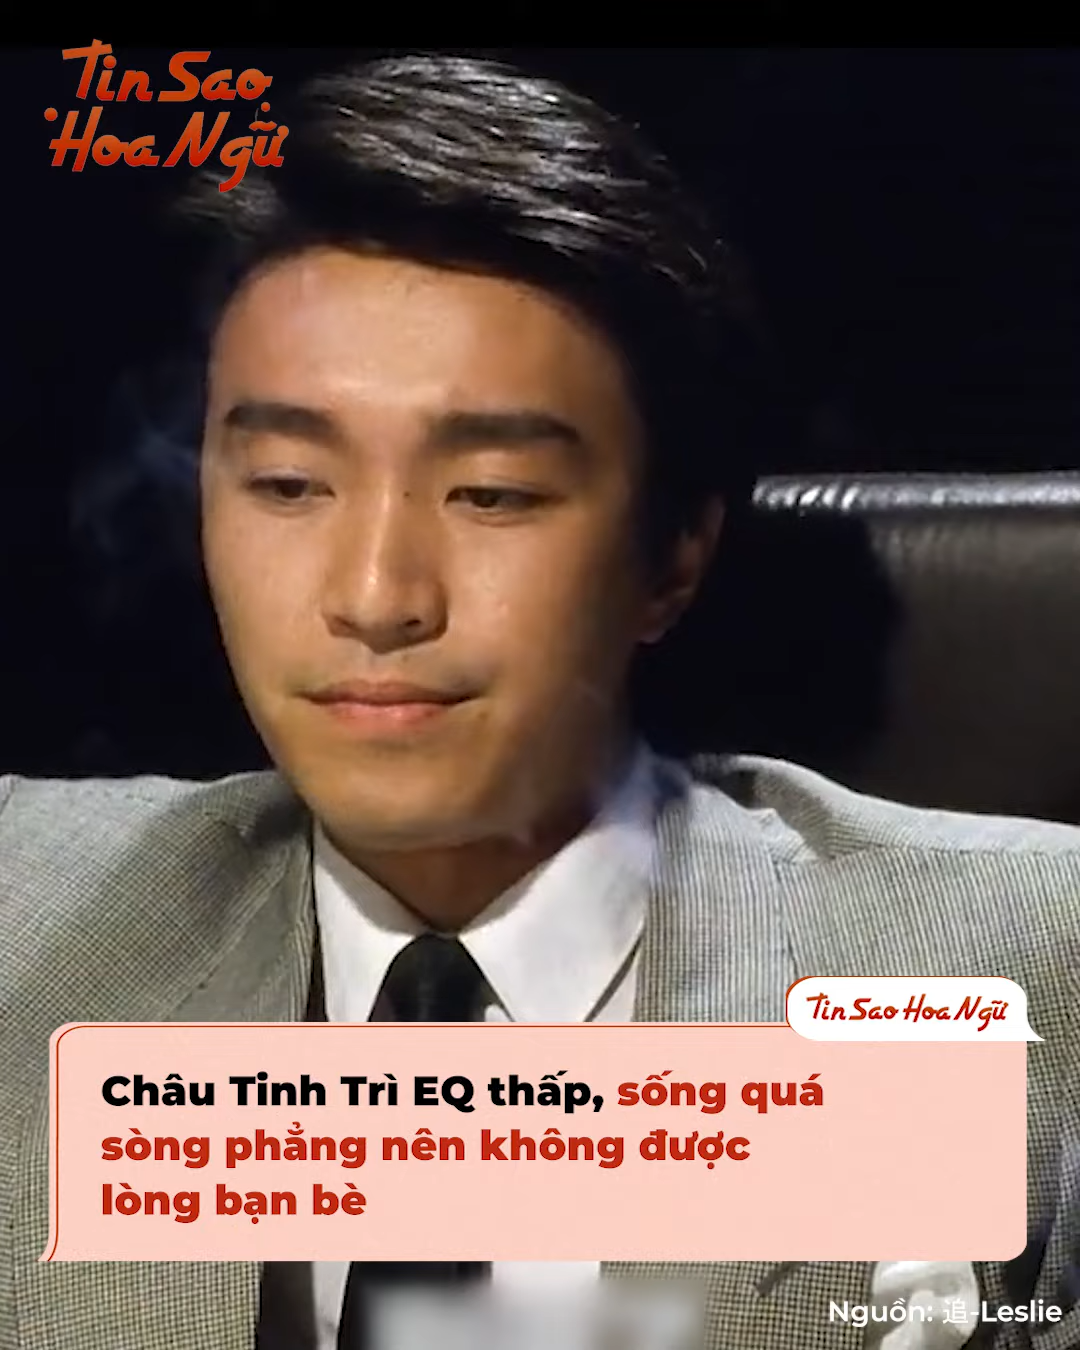 Tin Sao
Hoa Ngữ
Tin Sao Hoa Ngữ
Châu Tinh Trì EQ thấp, sống quá
sòng phẳng nên không được
lòng bạn bè
Nguồn: 追-Leslie